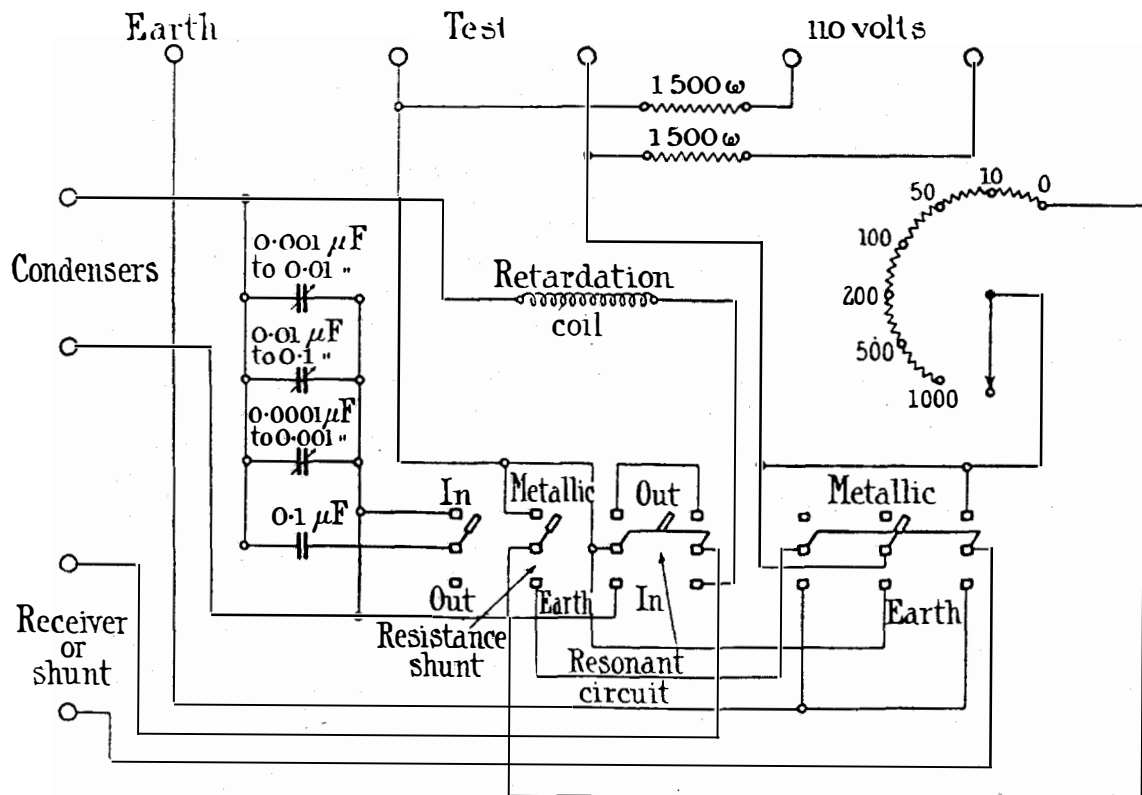 Earth
Test
110 volts
1500 ω
1500 ω
0
10
50
100
200
500
1000
Condensers
0·001 μF
to 0·01 "
0·01 μF
to 0·1 "
0·0001 μF
to 0·001 "
0·1 μF
Retardation
coil
In
Metallic
Out
Metallic
Out
Earth
In
Earth
Resistance
shunt
Resonant
circuit
Receiver
or
shunt